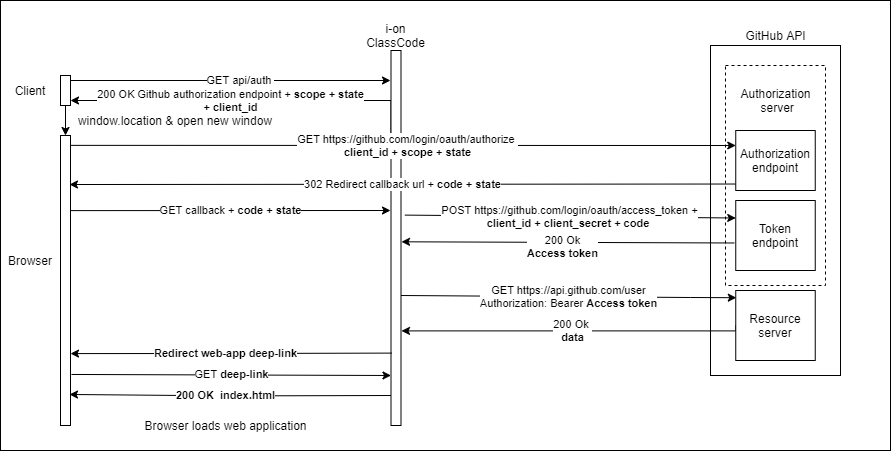 i-on
ClassCode
GitHub API
Client
GET api/auth
200 OK Github authorization endpoint + scope + state
+ client_id
window.location & open new window
Authorization
server
GET https://github.com/login/oauth/authorize
client_id + scope + state
Authorization
endpoint
302 Redirect callback url + code + state
GET callback + code + state
POST https://github.com/login/oauth/access_token +
client_id + client_secret + code
Token
endpoint
200 Ok
Access token
Browser
GET https://api.github.com/user
Authorization: Bearer Access token
Resource
server
200 Ok
data
Redirect web-app deep-link
GET deep-link
200 OK index.html
Browser loads web application